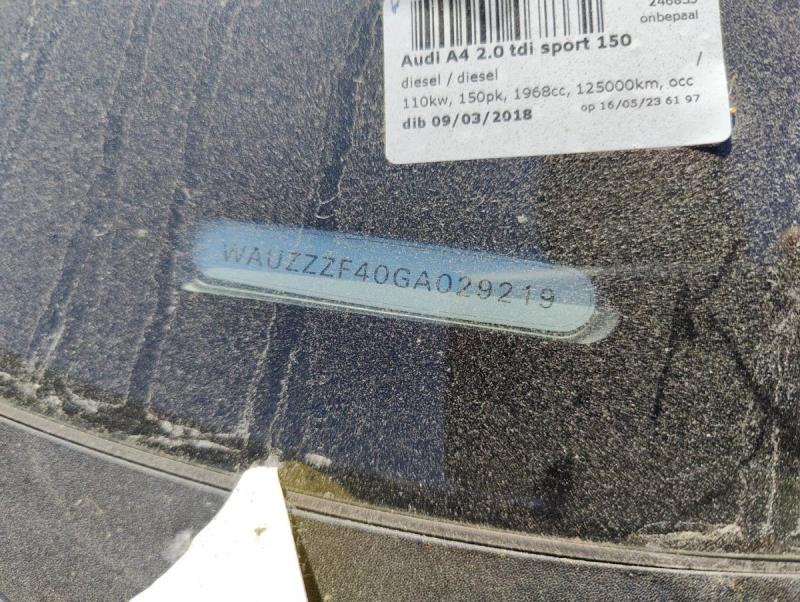 onbepaal
Audi A4 2.0 tdi sport 150
diesel / diesel /
110kw, 150pk, 1968cc, 125000km, occ
dib 09/03/2018 op 16/05/23 61 97
WAUZZZF40GA029219